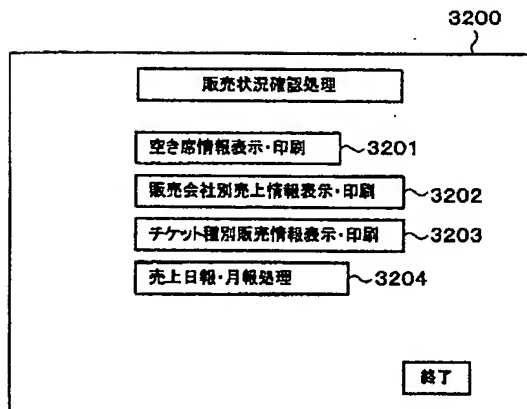 3200
販売状況確認処理
空き席情報表示・印刷 3201
販売会社別売上情報表示・印刷 3202
チケット種別販売情報表示・印刷 3203
売上日報・月報処理 3204
終了